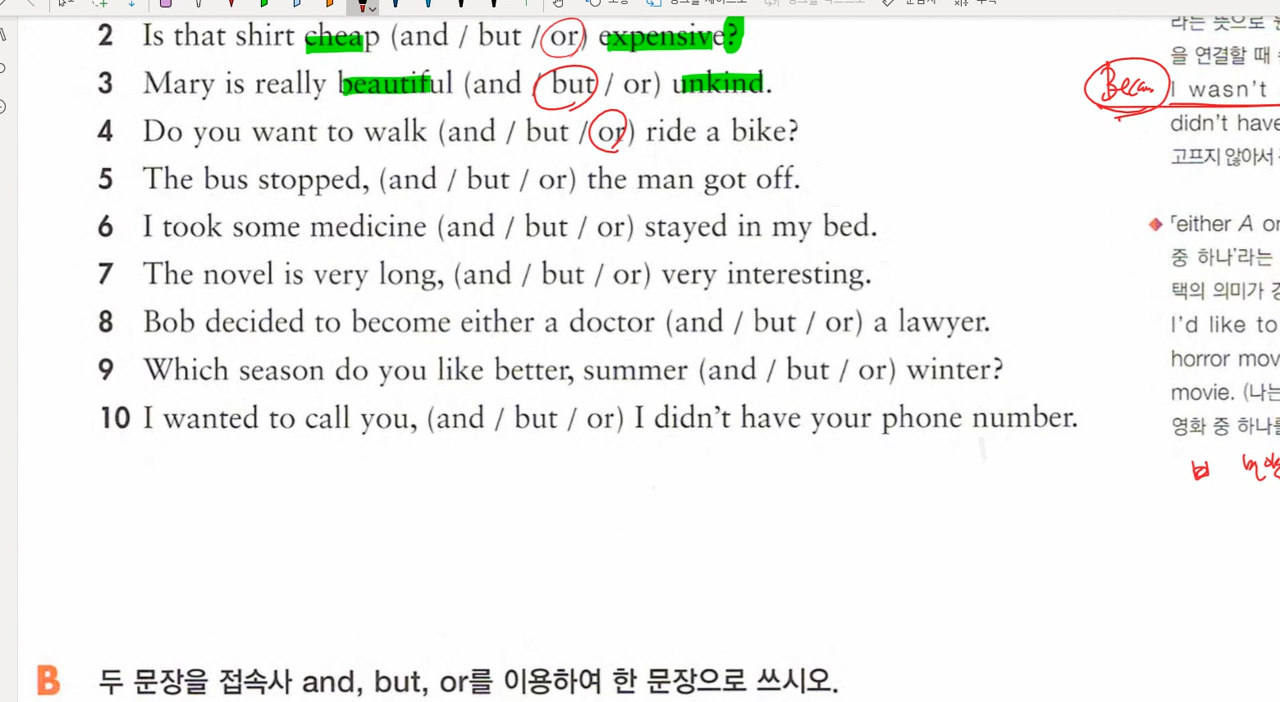 2 Is that shirt cheap (and / but / or) expensive?
3 Mary is really beautiful (and / but / or) unkind.
4 Do you want to walk (and / but / or) ride a bike?
5 The bus stopped, (and / but / or) the man got off.
6 I took some medicine (and / but / or) stayed in my bed.
7 The novel is very long, (and / but / or) very interesting.
8 Bob decided to become either a doctor (and / but / or) a lawyer.
9 Which season do you like better, summer (and / but / or) winter?
10 I wanted to call you, (and / but / or) I didn't have your phone number.
B 두 문장을 접속사 and, but, or를 이용하여 한 문장으로 쓰시오.
라는 뜻으로
을 연결할 때
I wasn't
didn't have
고프지 않아서
「either A or
중 하나'라는
택의 의미가
I'd like to
horror mov
movie. (나는
영화 중 하나를